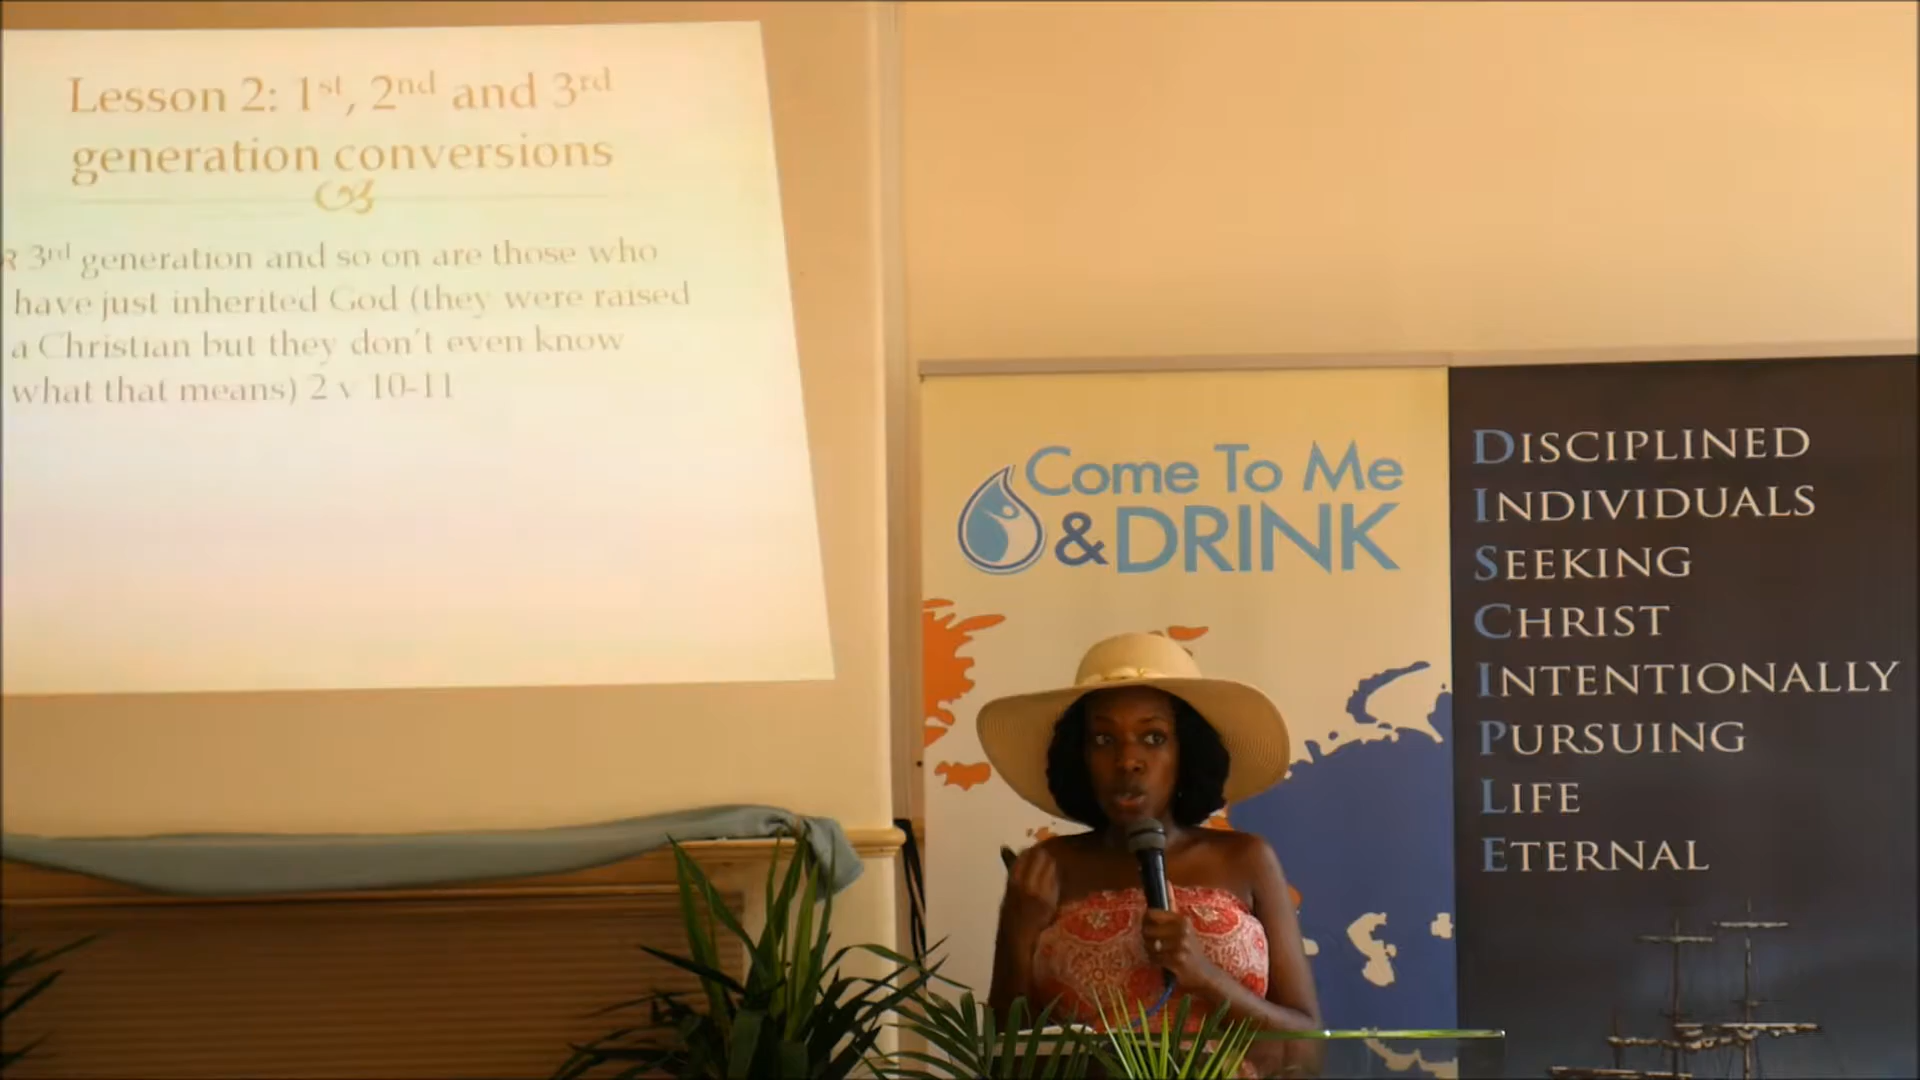 Lesson 2: 1st, 2nd and 3rd
generation conversions
3rd generation and so on are those who
have just inherited God (they were raised
a Christian but they don't even know
what that means) 2 v 10-11
Come To Me
& DRINK
DISCIPLINED
INDIVIDUALS
SEEKING
CHRIST
INTENTIONALLY
PURSUING
LIFE
ETERNAL